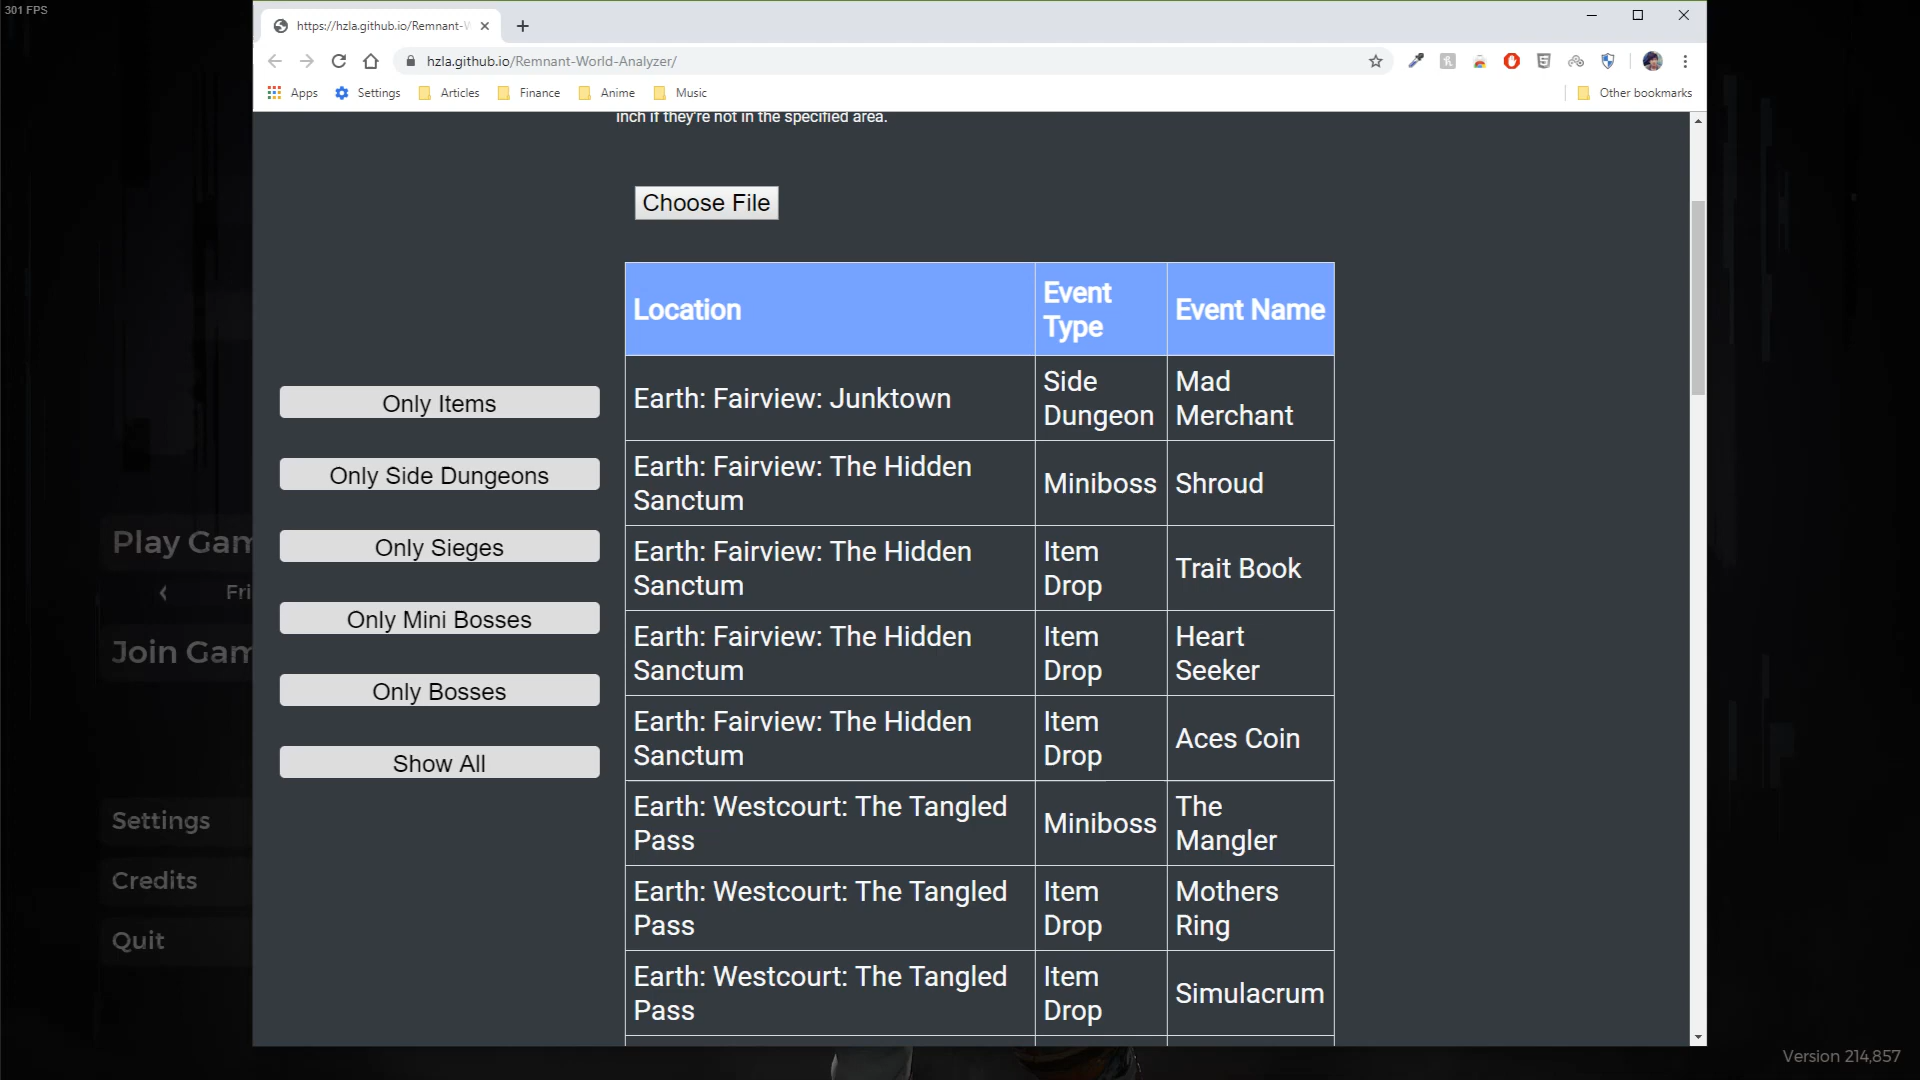 301 FPS
https://hzla.github.io/Remnant-W
hzla.github.io/Remnant-World-Analyzer/
Apps
Settings
Articles
Finance
Anime
Music
Other bookmarks
inch if they're not in the specified area.
Choose File
Location
Event
Type
Event Name
Earth: Fairview: Junktown
Side
Dungeon
Mad
Merchant
Earth: Fairview: The Hidden
Sanctum
Miniboss
Shroud
Earth: Fairview: The Hidden
Sanctum
Item
Drop
Trait Book
Earth: Fairview: The Hidden
Sanctum
Item
Drop
Heart
Seeker
Earth: Fairview: The Hidden
Sanctum
Item
Drop
Aces Coin
Earth: Westcourt: The Tangled
Pass
Miniboss
The
Mangler
Earth: Westcourt: The Tangled
Pass
Item
Drop
Mothers
Ring
Earth: Westcourt: The Tangled
Pass
Item
Drop
Simulacrum
Only Items
Only Side Dungeons
Only Sieges
Only Mini Bosses
Only Bosses
Show All
Play Gam
Fri
Join Gam
Settings
Credits
Quit
Version 214,857